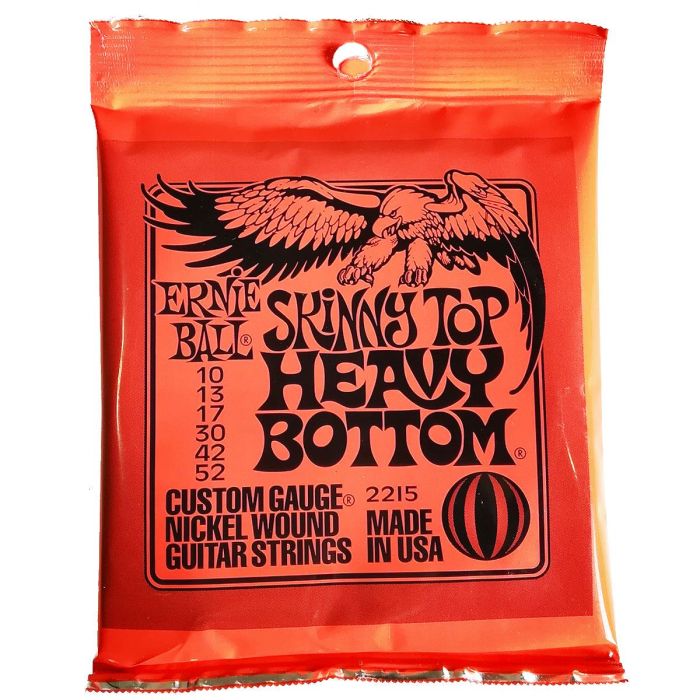 ERNIE
BALL®
10
13
17
30
42
52
SKINNY TOP
HEAVY
BOTTOM®
CUSTOM GAUGE® 2215
NICKEL WOUND
GUITAR STRINGS
MADE
IN USA